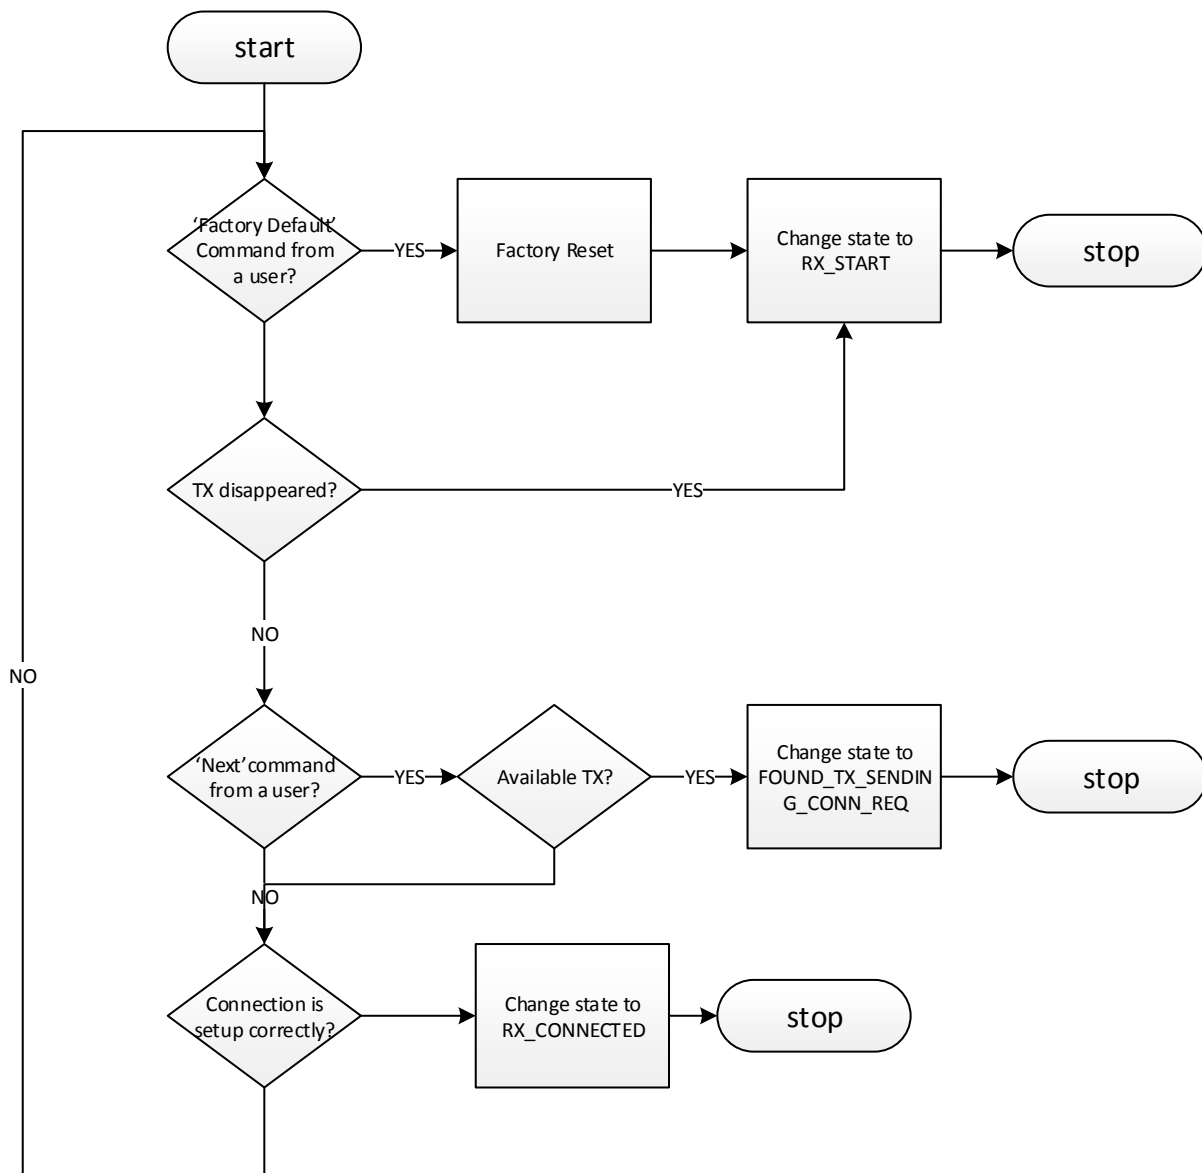 start
‘Factory Default’
Command from
a user?
YES
Factory Reset
Change state to
RX_START
stop
TX disappeared?
YES
NO
NO
‘Next’ command
from a user?
YES
Available TX?
YES
Change state to
FOUND_TX_SENDIN
G_CONN_REQ
stop
NO
Connection is
setup correctly?
Change state to
RX_CONNECTED
stop